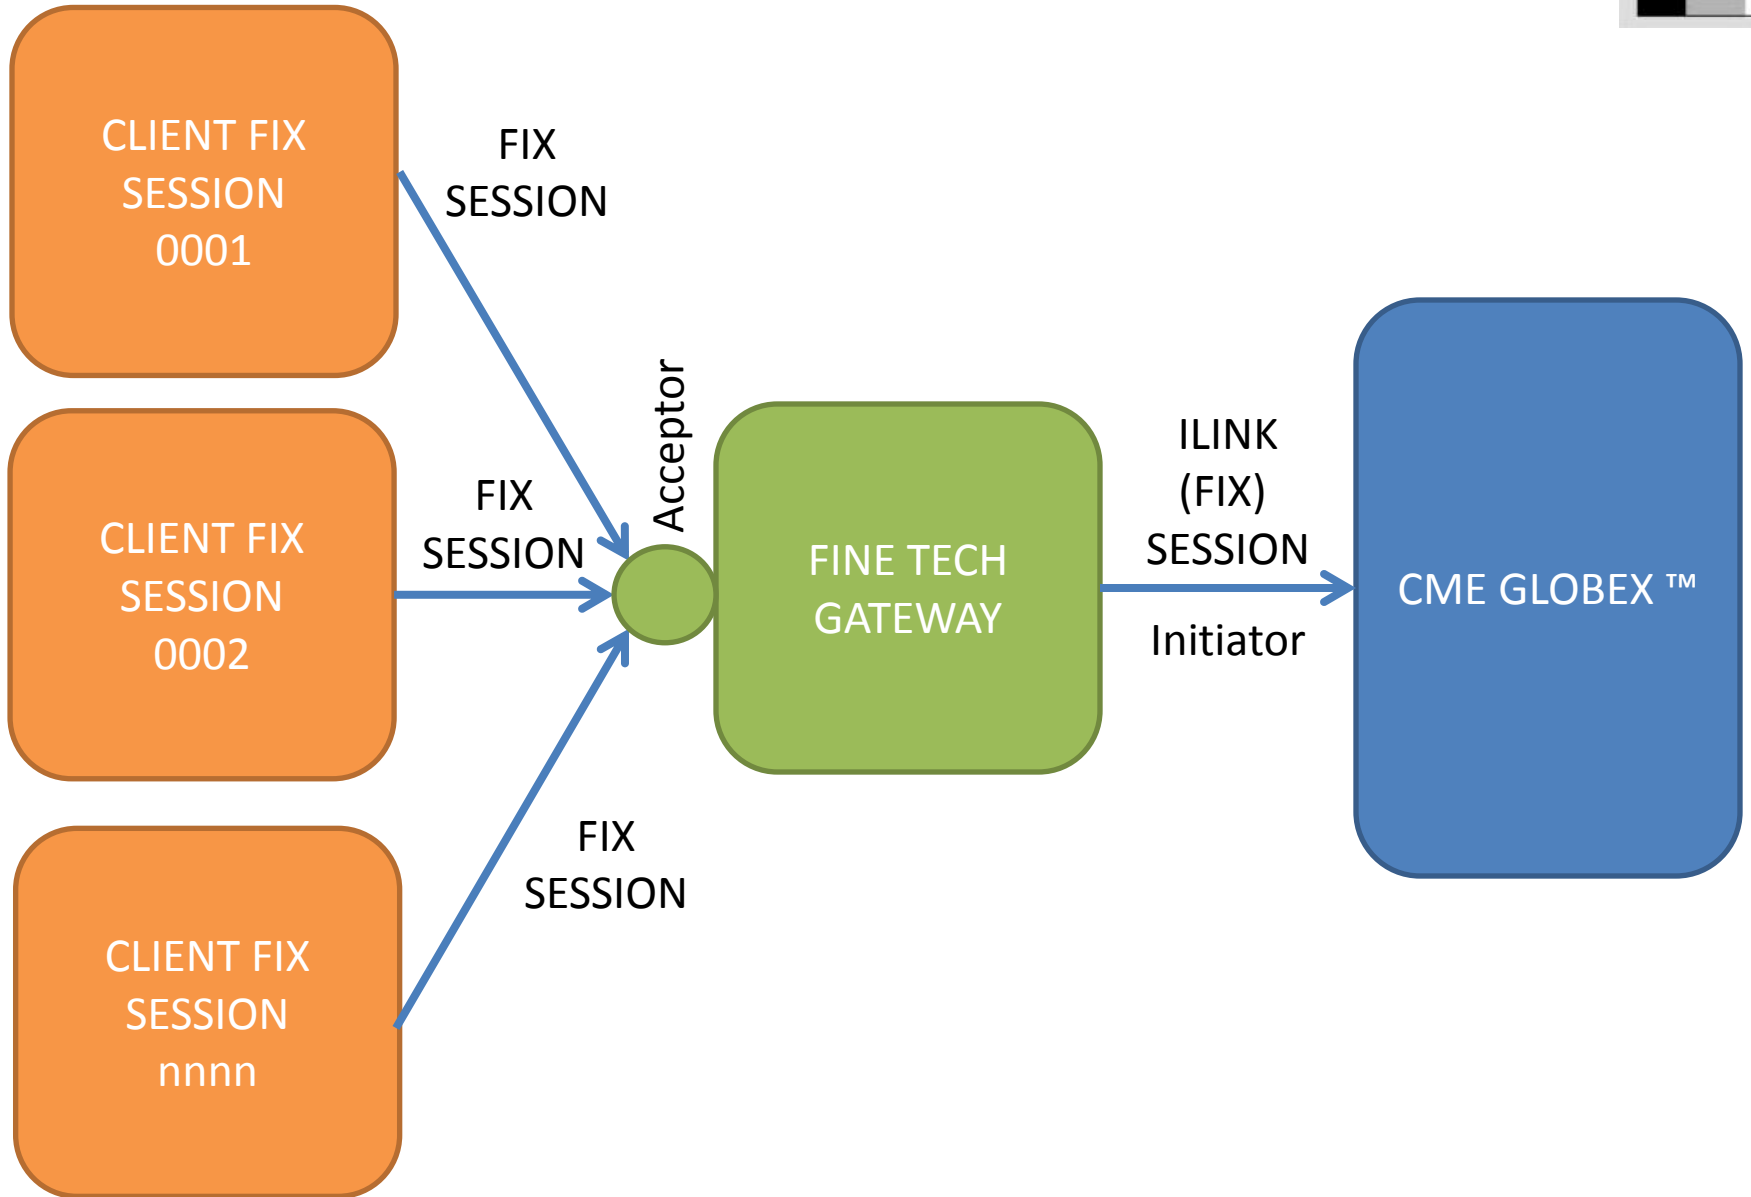 CLIENT FIX
SESSION
0001
FIX
SESSION
CLIENT FIX
SESSION
0002
FIX
SESSION
Acceptor
FINE TECH
GATEWAY
ILINK
(FIX)
SESSION
Initiator
CME GLOBEX ™
CLIENT FIX
SESSION
nnnn
FIX
SESSION